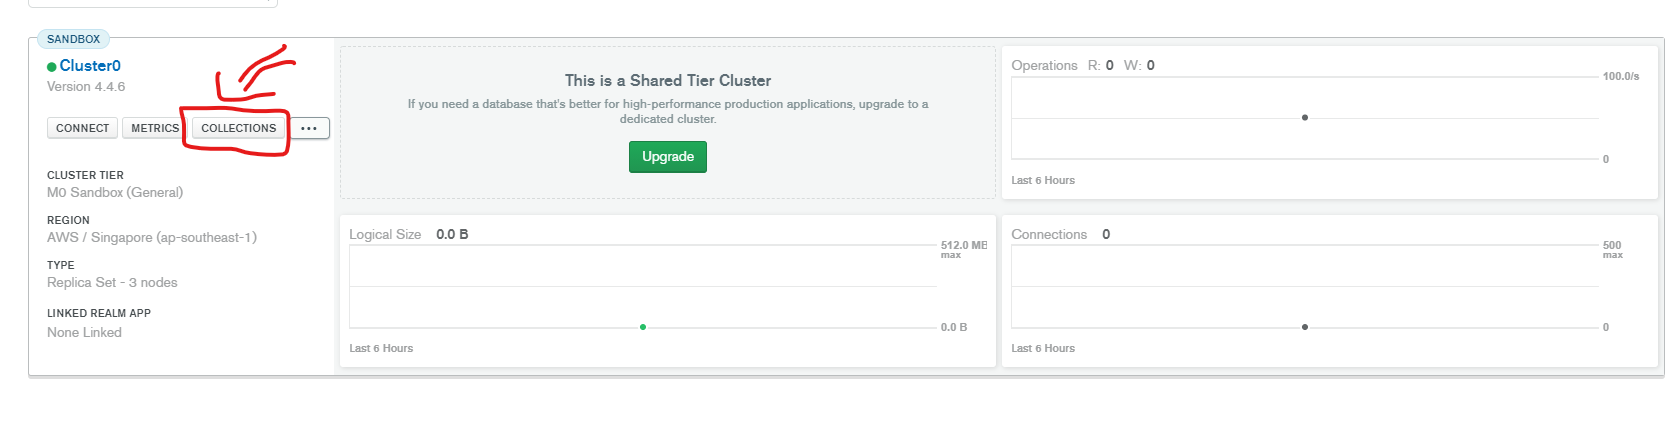 SANDBOX
Cluster0
Version 4.4.6
CONNECT METRICS COLLECTIONS ...
CLUSTER TIER
M0 Sandbox (General)
REGION
AWS / Singapore (ap-southeast-1)
TYPE
Replica Set - 3 nodes
LINKED REALM APP
None Linked
This is a Shared Tier Cluster
If you need a database that's better for high-performance production applications, upgrade to a
dedicated cluster.
Upgrade
Operations R: 0 W: 0
100.0/s
0
Last 6 Hours
Logical Size 0.0 B
512.0 MB
max
0.0 B
Last 6 Hours
Connections 0
500
max
0
Last 6 Hours